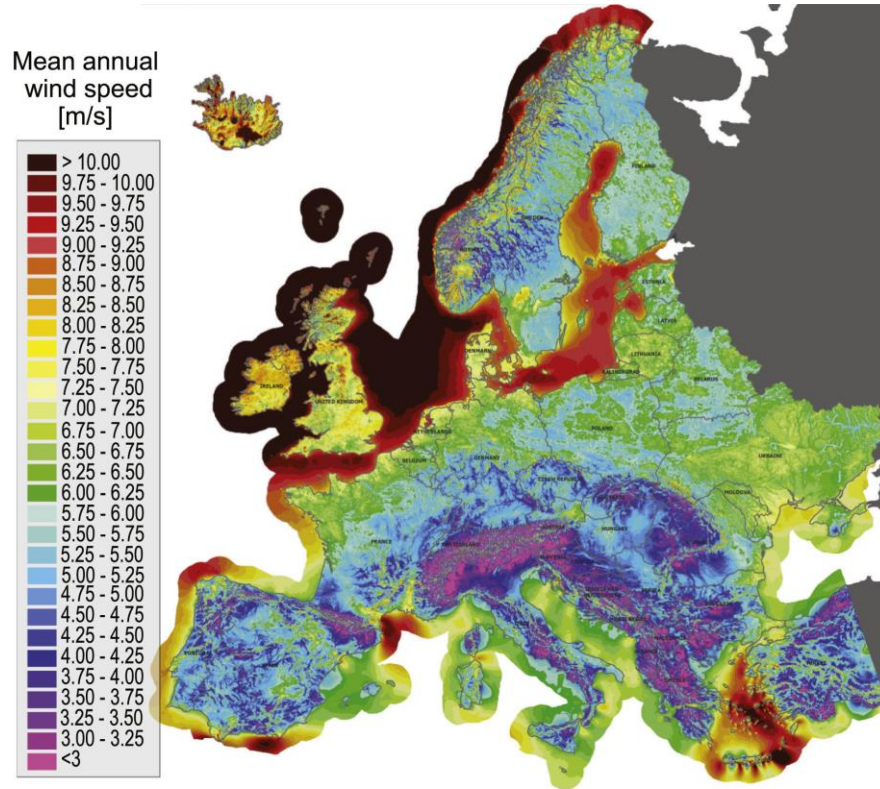 Mean annual
wind speed
[m/s]
> 10.00
9.75 - 10.00
9.50 - 9.75
9.25 - 9.50
9.00 - 9.25
8.75 - 9.00
8.50 - 8.75
8.25 - 8.50
8.00 - 8.25
7.75 - 8.00
7.50 - 7.75
7.25 - 7.50
7.00 - 7.25
6.75 - 7.00
6.50 - 6.75
6.25 - 6.50
6.00 - 6.25
5.75 - 6.00
5.50 - 5.75
5.25 - 5.50
5.00 - 5.25
4.75 - 5.00
4.50 - 4.75
4.25 - 4.50
4.00 - 4.25
3.75 - 4.00
3.50 - 3.75
3.25 - 3.50
3.00 - 3.25
<3
FINLAND
SWEDEN
ESTONIA
LATVIA
DENMARK
LITHUANIA
KALININGRAD
BELARUS
IRELAND
UNITED KINGDOM
NETHERLANDS
POLAND
BELGIUM
GERMANY
UKRAINE
CZECH REPUBLIC
MOLDOVA
FRANCE
HUNGARY